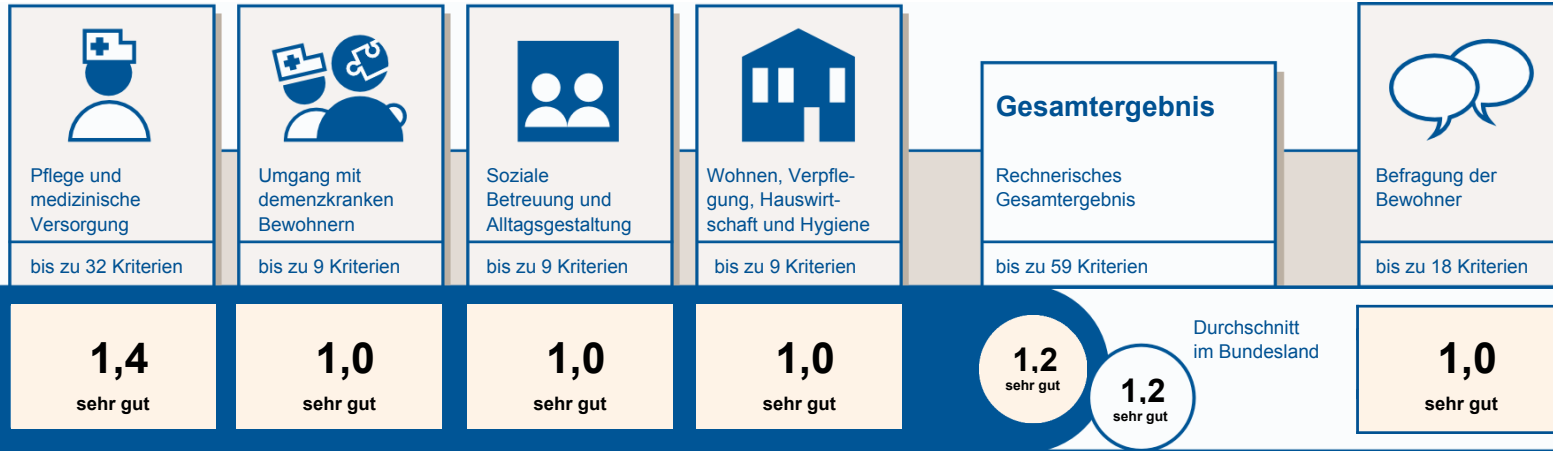 Pflege und
medizinische
Versorgung
bis zu 32 Kriterien
1,4
sehr gut
Umgang mit
demenzkranken
Bewohnern
bis zu 9 Kriterien
1,0
sehr gut
Soziale
Betreuung und
Alltagsgestaltung
bis zu 9 Kriterien
1,0
sehr gut
Wohnen, Verpfle-
gung, Hauswirt-
schaft und Hygiene
bis zu 9 Kriterien
1,0
sehr gut
Gesamtergebnis
Rechnerisches
Gesamtergebnis
bis zu 59 Kriterien
1,2
sehr gut
Durchschnitt
im Bundesland
1,2
sehr gut
Befragung der
Bewohner
bis zu 18 Kriterien
1,0
sehr gut